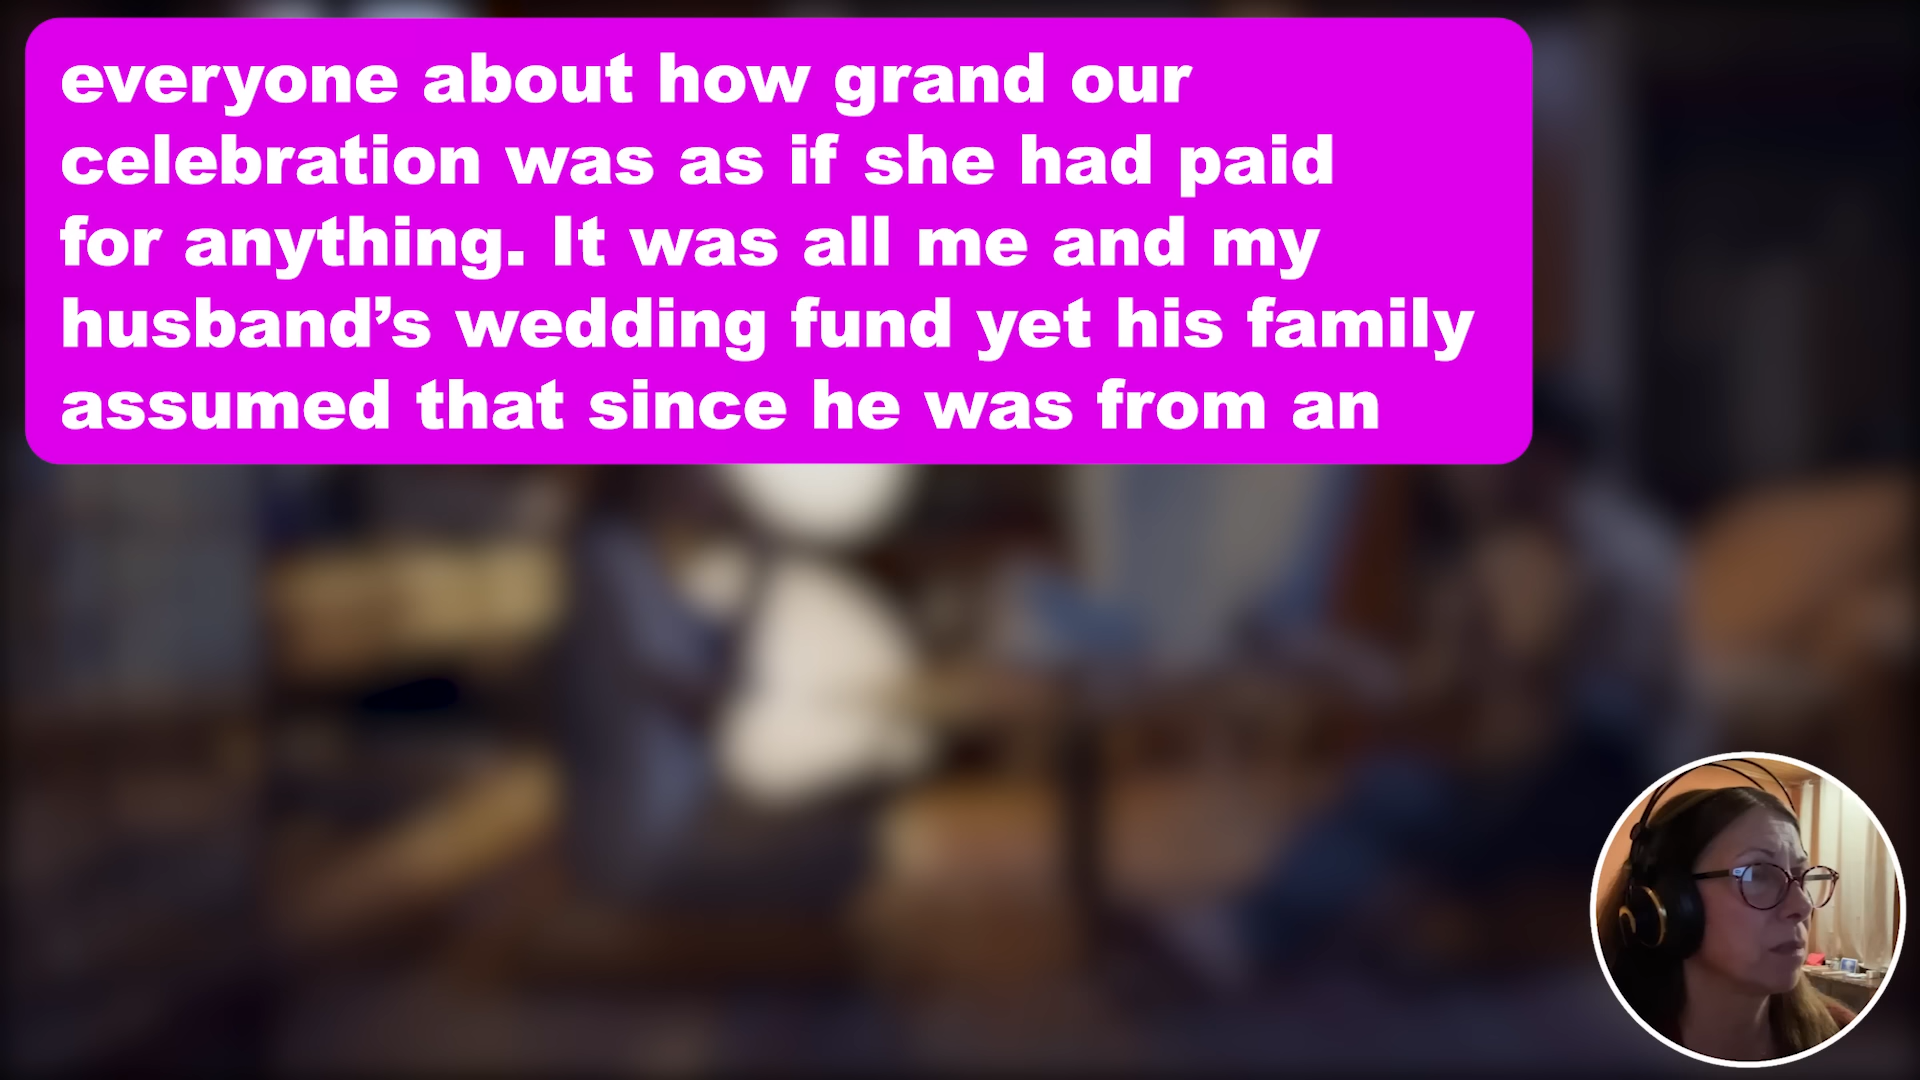 everyone about how grand our
celebration was as if she had paid
for anything. It was all me and my
husband’s wedding fund yet his family
assumed that since he was from an